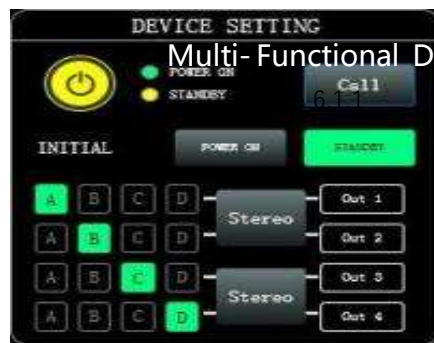 DEVICE SETTING
Multi-Functional D
POWER ON
STANDBY
Call
6.1.1
INITIAL
POWER ON
STANDBY
A B C D
Stereo
Out 1
A B C D
Out 2
A B C D
Stereo
Out 3
A B C D
Out 4